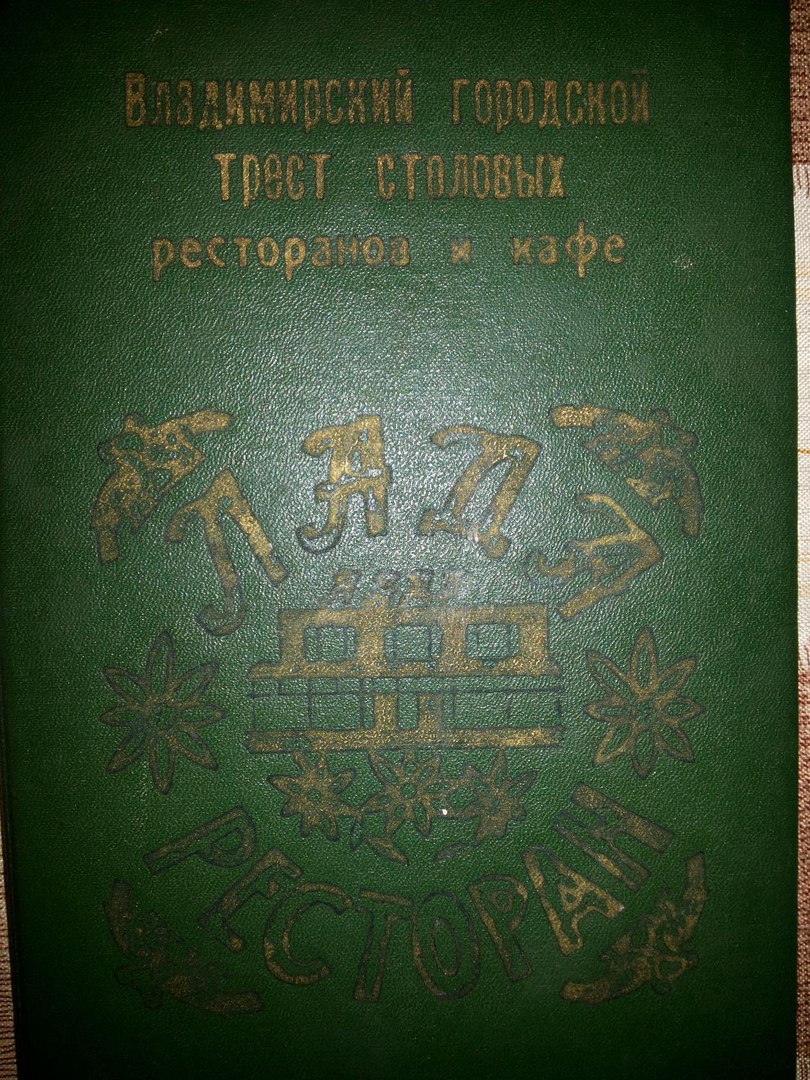 Владимирский городской
трест столовых
ресторанов и кафе
ЛАДА
РЕСТОРАН